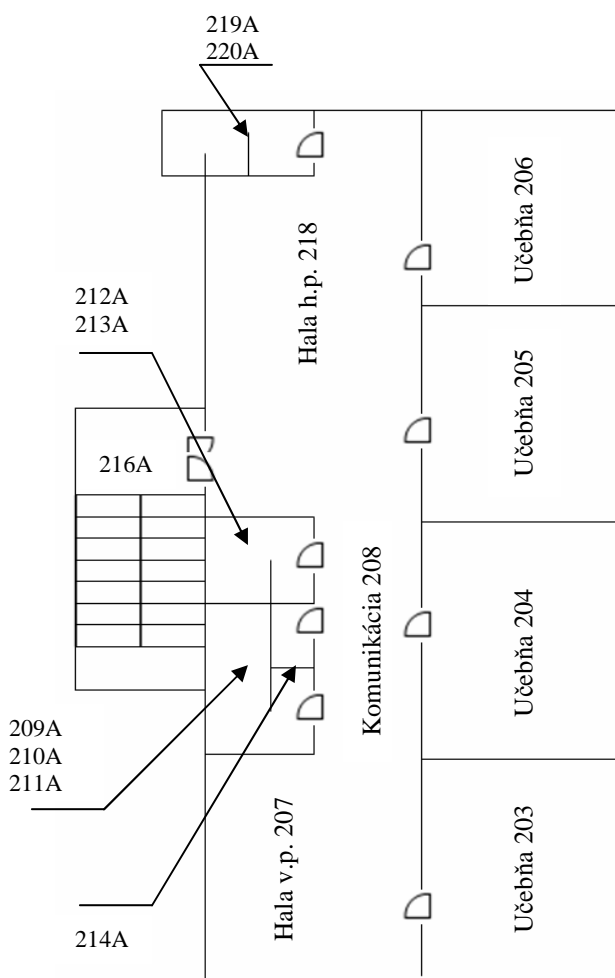 219A
220A
Učebňa 206
Hala h.p. 218
212A
213A
Učebňa 205
216A
Komunikácia 208
Učebňa 204
209A
210A
211A
Hala v.p. 207
Učebňa 203
214A